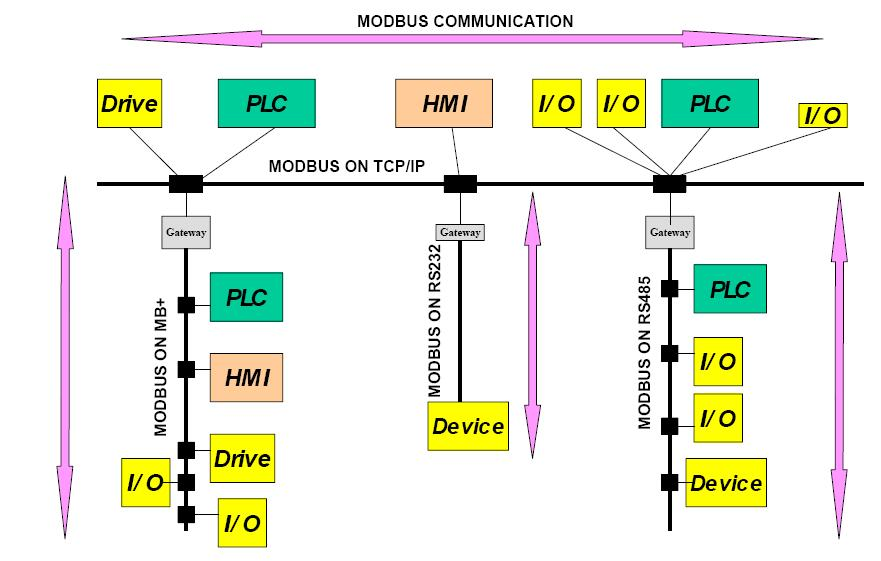 MODBUS COMMUNICATION
Drive
PLC
HMI
I/O
I/O
PLC
I/O
MODBUS ON TCP/IP
Gateway
Gateway
Gateway
MODBUS ON MB+
PLC
HMI
Drive
I/O
I/O
MODBUS ON RS232
Device
MODBUS ON RS485
PLC
I/O
I/O
Device